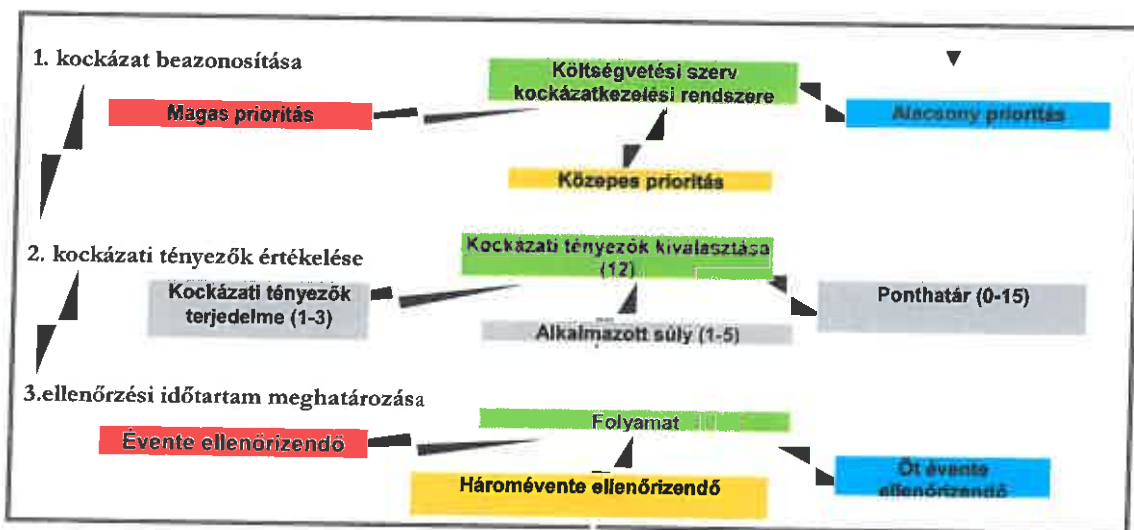 1. kockázat beazonosítása
Költségvetési szerv
kockázatkezelési rendszere
Magas prioritás
Alacsony prioritás
Közepes prioritás
2. kockázati tényezők értékelése
Kockázati tényezők kiválasztása
(12)
Kockázati tényezők
terjedelme (1-3)
Ponthatár (0-15)
Alkalmazott súly (1-5)
3.ellenőrzési időtartam meghatározása
Folyamat
Évente ellenőrizendő
Háromévente ellenőrizendő
Öt évente
ellenőrizendő